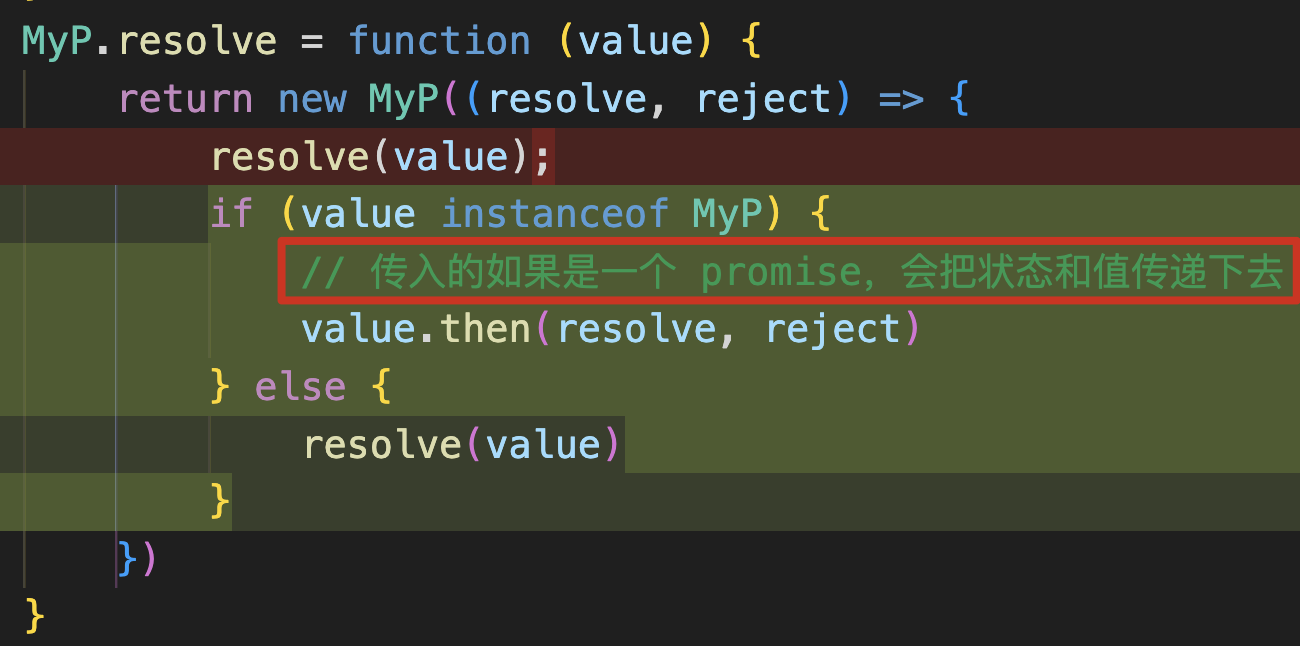 MyP.resolve = function (value) {
return new MyP((resolve, reject) => {
resolve(value);
if (value instanceof MyP) {
// 传入的如果是一个 promise，会把状态和值传递下去
value.then(resolve, reject)
} else {
resolve(value)
}
})
}